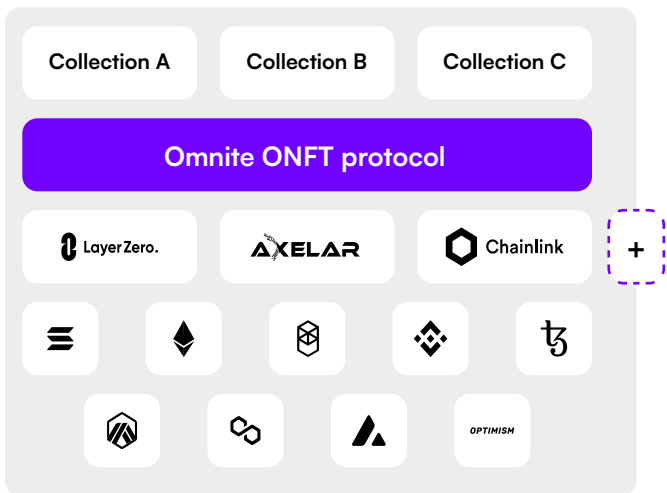 Collection A
Collection B
Collection C
Omnite ONFT protocol
LayerZero.
AXELAR
Chainlink
+
OPTIMISM